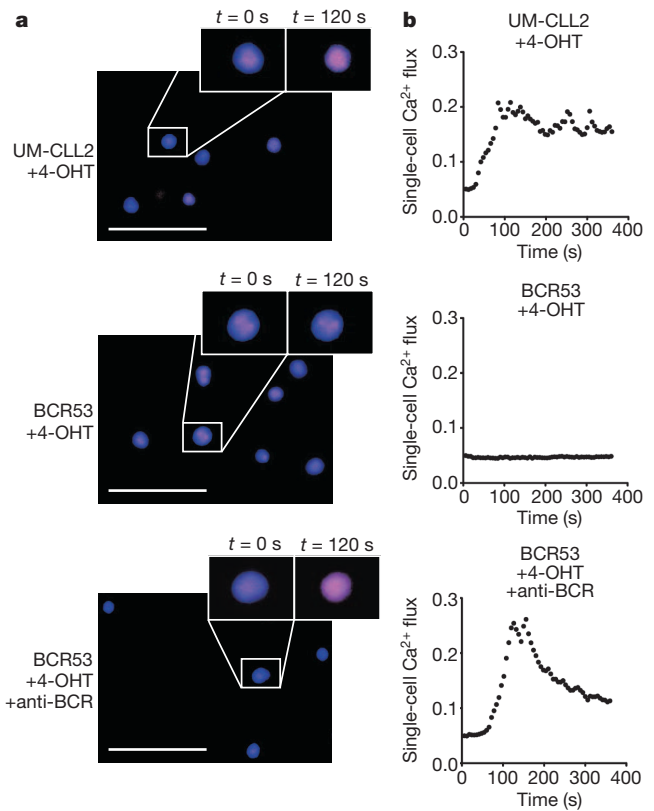 a
t = 0 s
t = 120 s
UM-CLL2
+4-OHT
t = 0 s
t = 120 s
BCR53
+4-OHT
t = 0 s
t = 120 s
BCR53
+4-OHT
+anti-BCR
b
UM-CLL2
+4-OHT
Single-cell Ca²⁺ flux
0.3
0.2
0.1
0.0
0 100 200 300 400
Time (s)
BCR53
+4-OHT
Single-cell Ca²⁺ flux
0.3
0.2
0.1
0.0
0 100 200 300 400
Time (s)
BCR53
+4-OHT
+anti-BCR
Single-cell Ca²⁺ flux
0.3
0.2
0.1
0.0
0 100 200 300 400
Time (s)